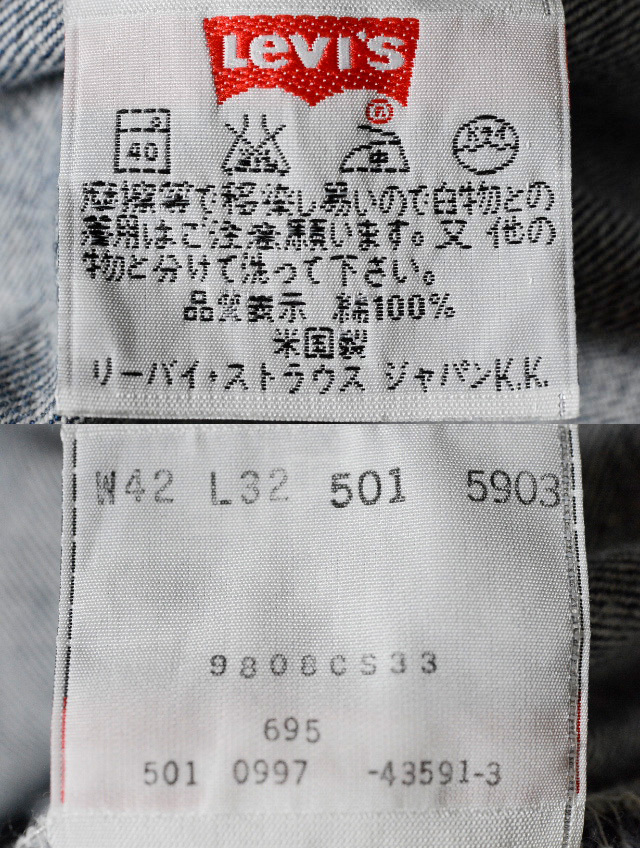 Levi's
R
40 中 ドライ
摩擦等で移染し易いので白物との
着用はご注意願います。又 他の
物と分けて洗って下さい。
品質表示 綿100%
米国製
リーバイ・ストラウス ジャパンK.K.
W42 L32 501 5903
9808CS33
695
501 0997 -43591-3